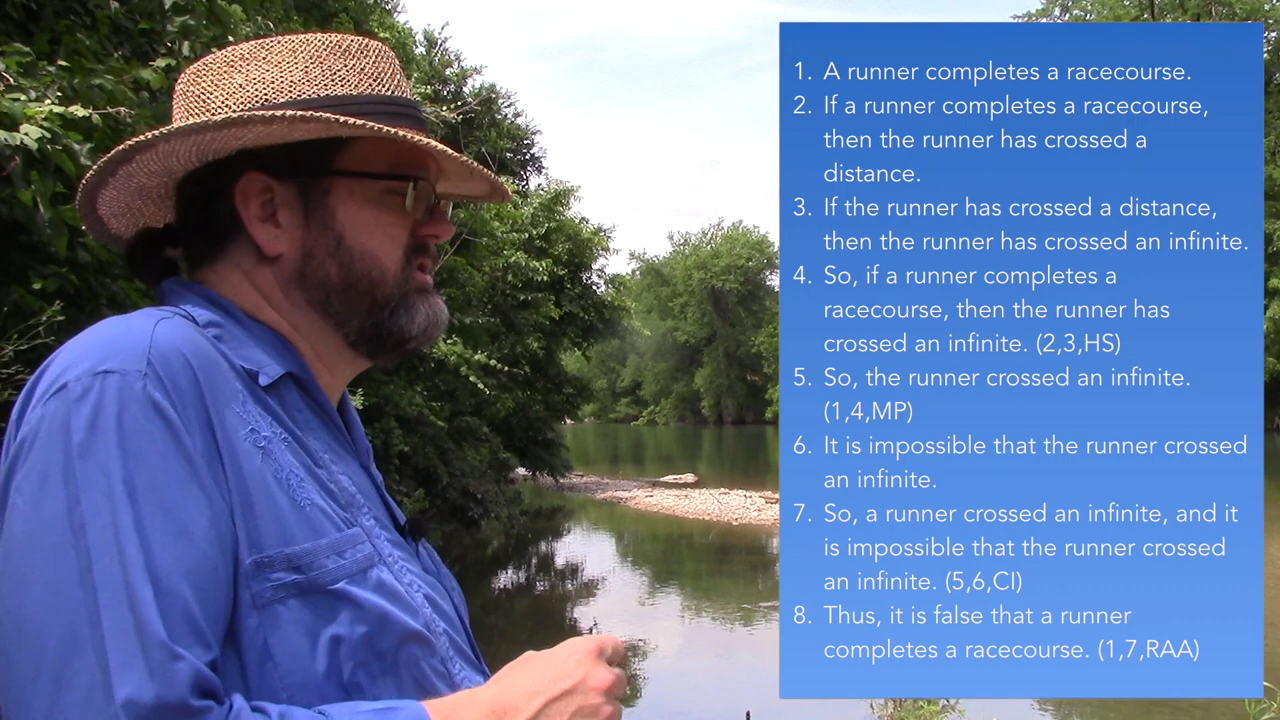 1. A runner completes a racecourse.
2. If a runner completes a racecourse,
then the runner has crossed a
distance.
3. If the runner has crossed a distance,
then the runner has crossed an infinite.
4. So, if a runner completes a
racecourse, then the runner has
crossed an infinite. (2,3,HS)
5. So, the runner crossed an infinite.
(1,4,MP)
6. It is impossible that the runner crossed
an infinite.
7. So, a runner crossed an infinite, and it
is impossible that the runner crossed
an infinite. (5,6,CI)
8. Thus, it is false that a runner
completes a racecourse. (1,7,RAA)